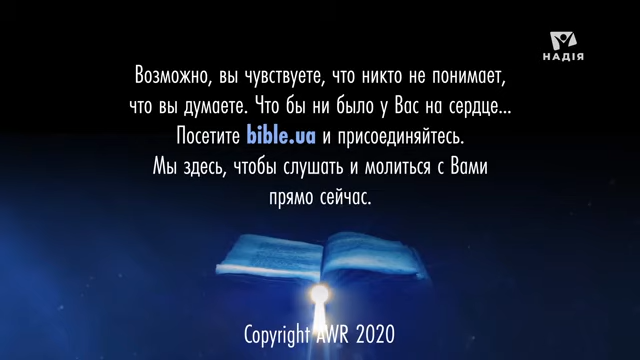 НАДІЯ
Возможно, вы чувствуете, что никто не понимает,
что вы думаете. Что бы ни было у Вас на сердце...
Посетите bible.ua и присоединяйтесь.
Мы здесь, чтобы слушать и молиться с Вами
прямо сейчас.
Copyright AWR 2020